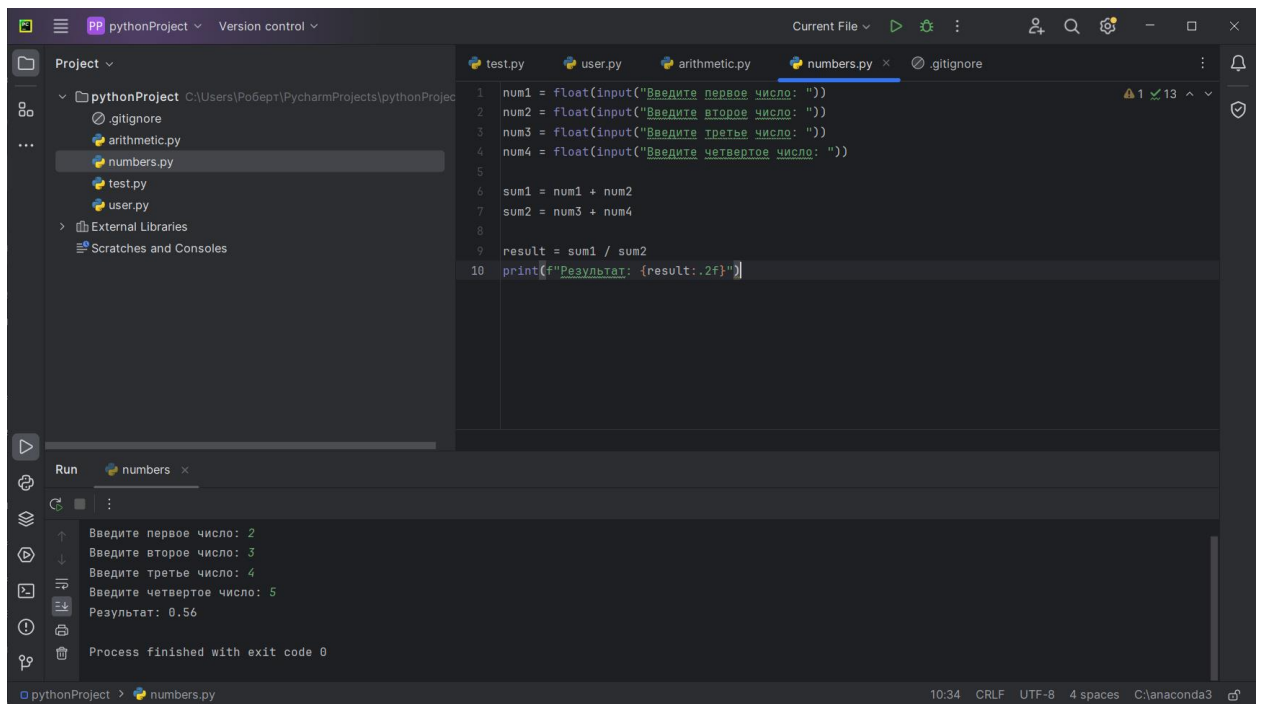 PC PP pythonProject Version control Current File
Project
pythonProject C:\Users\Роберт\PycharmProjects\pythonProjec
.gitignore
arithmetic.py
numbers.py
test.py
user.py
External Libraries
Scratches and Consoles
test.py user.py arithmetic.py numbers.py .gitignore
1 num1 = float(input("Введите первое число: ")) 1 13
2 num2 = float(input("Введите второе число: "))
3 num3 = float(input("Введите третье число: "))
4 num4 = float(input("Введите четвертое число: "))
5
6 sum1 = num1 + num2
7 sum2 = num3 + num4
8
9 result = sum1 / sum2
10 print(f"Результат: {result:.2f}")
Run numbers
Введите первое число: 2
Введите второе число: 3
Введите третье число: 4
Введите четвертое число: 5
Результат: 0.56
Process finished with exit code 0
pythonProject > numbers.py 10:34 CRLF UTF-8 4 spaces C:\anaconda3